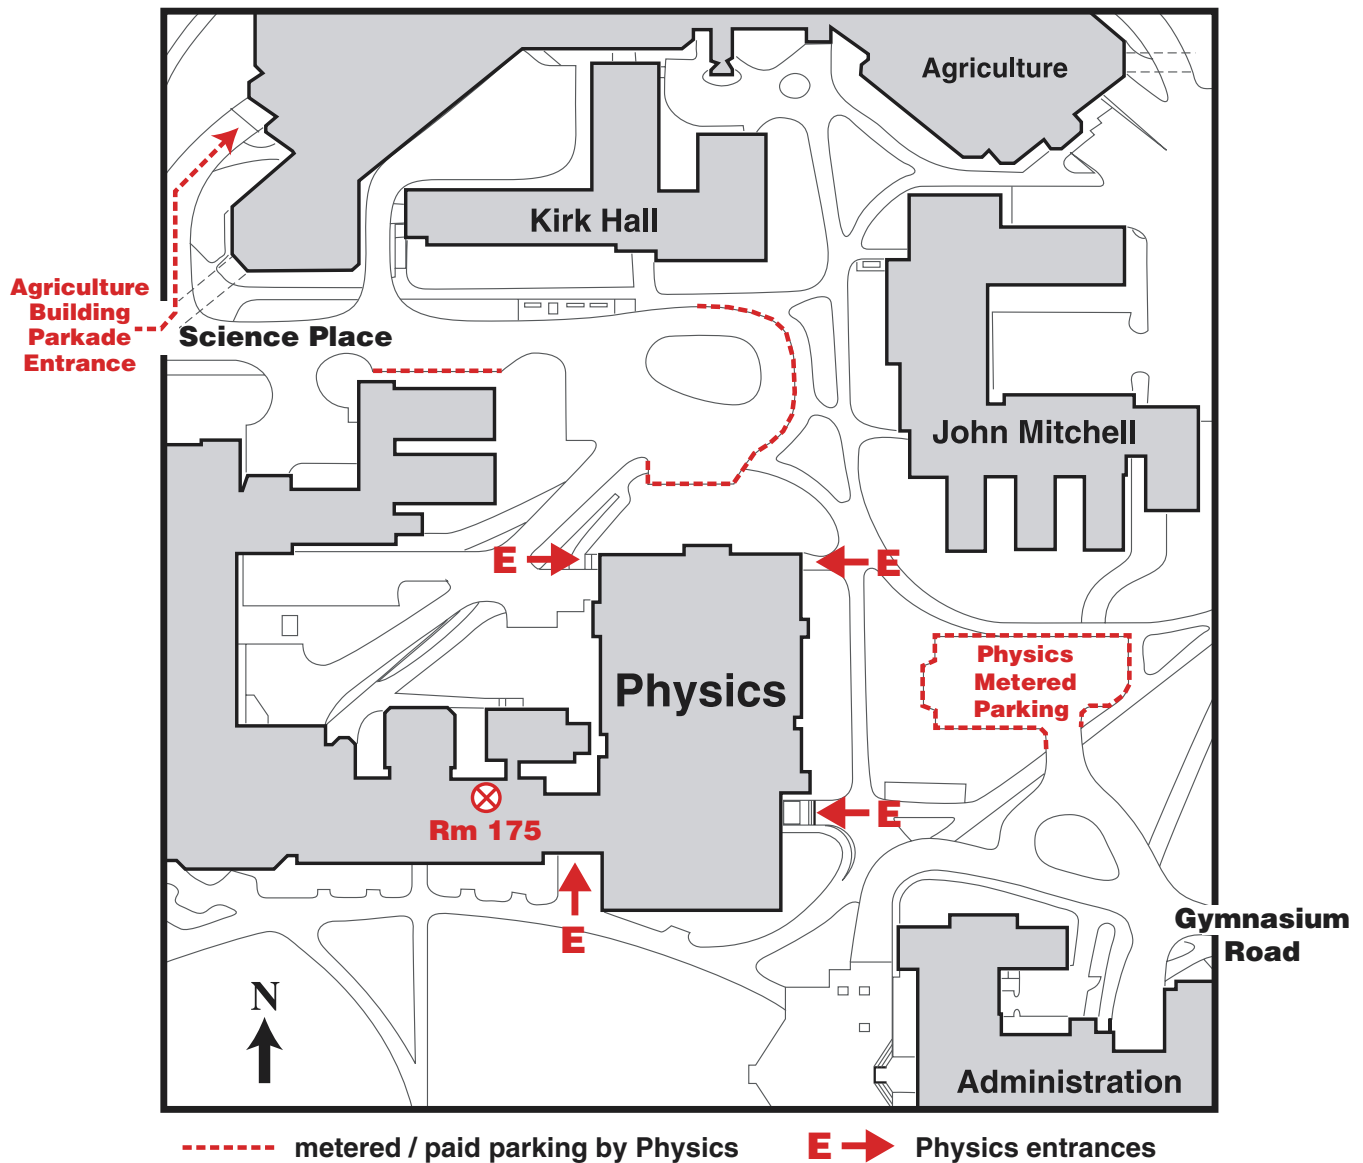 Agriculture
Kirk Hall
Agriculture
Building
Parkade
Entrance
Science Place
John Mitchell
E
E
Physics
Physics
Metered
Parking
Rm 175
E
E
Gymnasium
Road
N
Administration
metered / paid parking by Physics
E Physics entrances